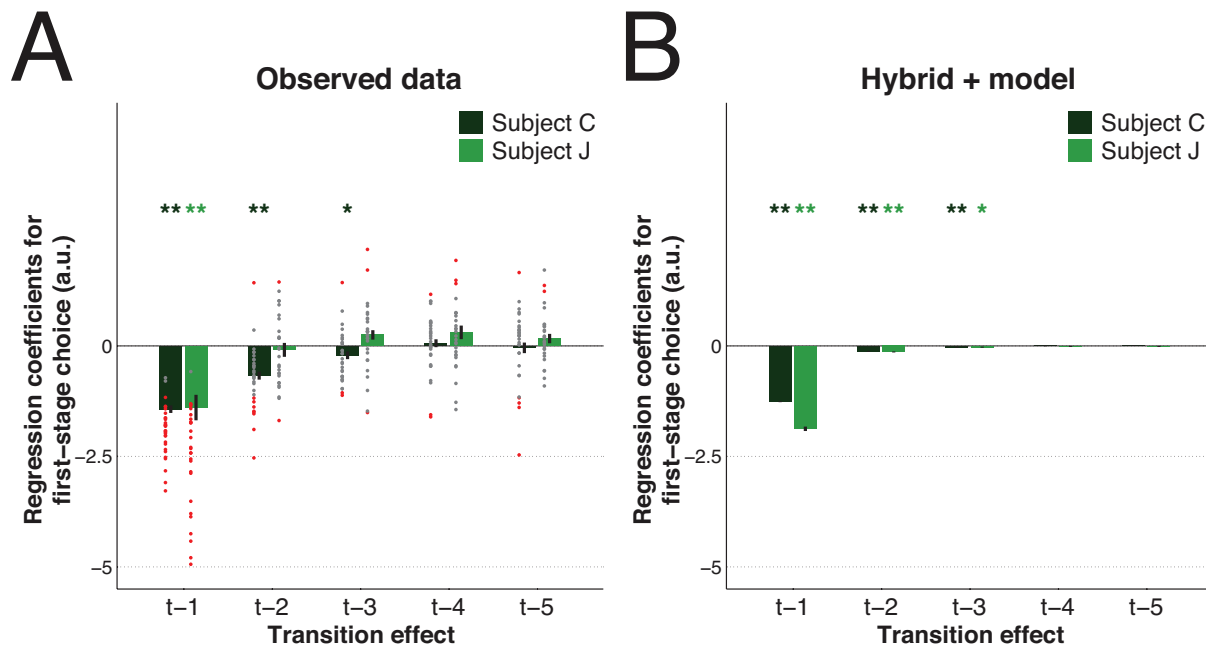 A
Observed data
Subject C
Subject J
** ** ** *
Regression coefficients for
first−stage choice (a.u.)
0
−2.5
−5
t−1 t−2 t−3 t−4 t−5
Transition effect
B
Hybrid + model
Subject C
Subject J
** ** ** ** ** *
Regression coefficients for
first−stage choice (a.u.)
0
−2.5
−5
t−1 t−2 t−3 t−4 t−5
Transition effect